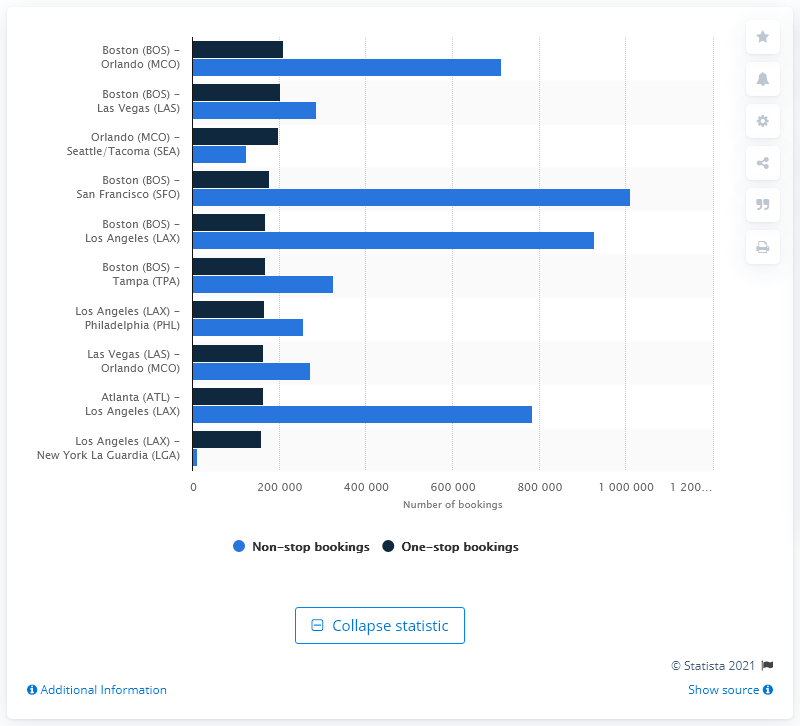 Boston (BOS) –
Orlando (MCO)
Boston (BOS) –
Las Vegas (LAS)
Orlando (MCO) –
Seattle/Tacoma (SEA)
Boston (BOS) –
San Francisco (SFO)
Boston (BOS) –
Los Angeles (LAX)
Boston (BOS) –
Tampa (TPA)
Los Angeles (LAX) –
Philadelphia (PHL)
Las Vegas (LAS) –
Orlando (MCO)
Atlanta (ATL) –
Los Angeles (LAX)
Los Angeles (LAX) –
New York La Guardia (LGA)
0 200 000 400 000 600 000 800 000 1 000 000 1 200...
Number of bookings
Non-stop bookings One-stop bookings
Collapse statistic
© Statista 2021
Additional Information Show source